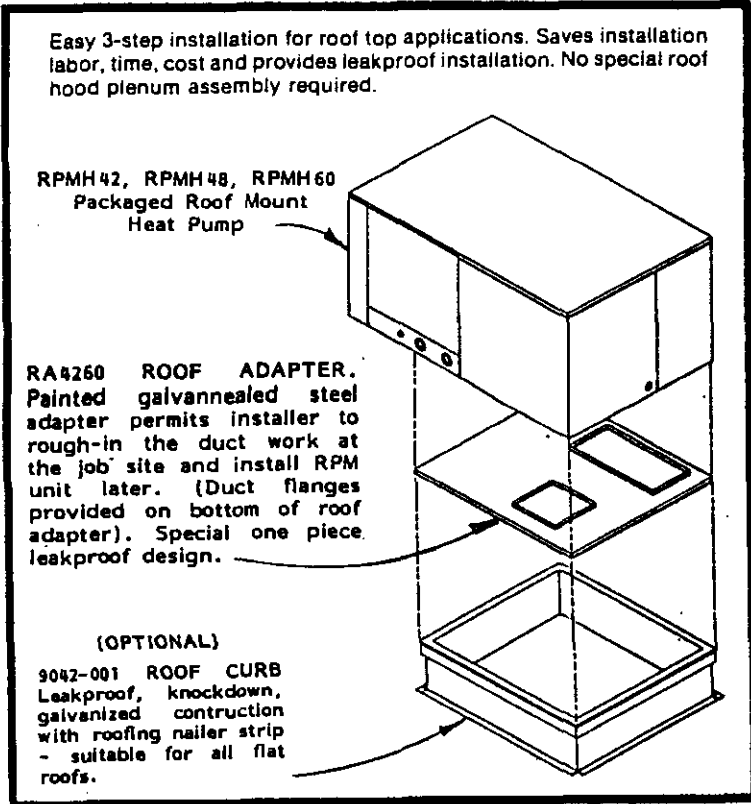 Easy 3-step installation for roof top applications. Saves installation
labor, time, cost and provides leakproof installation. No special roof
hood plenum assembly required.
RPMH42, RPMH48, RPMH60
Packaged Roof Mount
Heat Pump
RA4260 ROOF ADAPTER.
Painted galvannealed steel
adapter permits installer to
rough-in the duct work at
the job site and install RPM
unit later. (Duct flanges
provided on bottom of roof
adapter). Special one piece
leakproof design.
(OPTIONAL)
9042-001 ROOF CURB
Leakproof, knockdown,
galvanized contruction
with roofing nailer strip
- suitable for all flat
roofs.